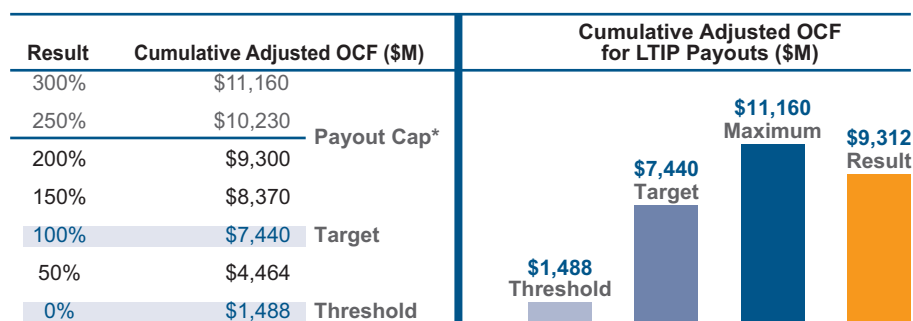 Result Cumulative Adjusted OCF ($M)
300% $11,160
250% $10,230
Payout Cap*
200% $9,300
150% $8,370
100% $7,440 Target
50% $4,464
0% $1,488 Threshold
Cumulative Adjusted OCF
for LTIP Payouts ($M)
$1,488
Threshold
$7,440
Target
$11,160
Maximum
$9,312
Result